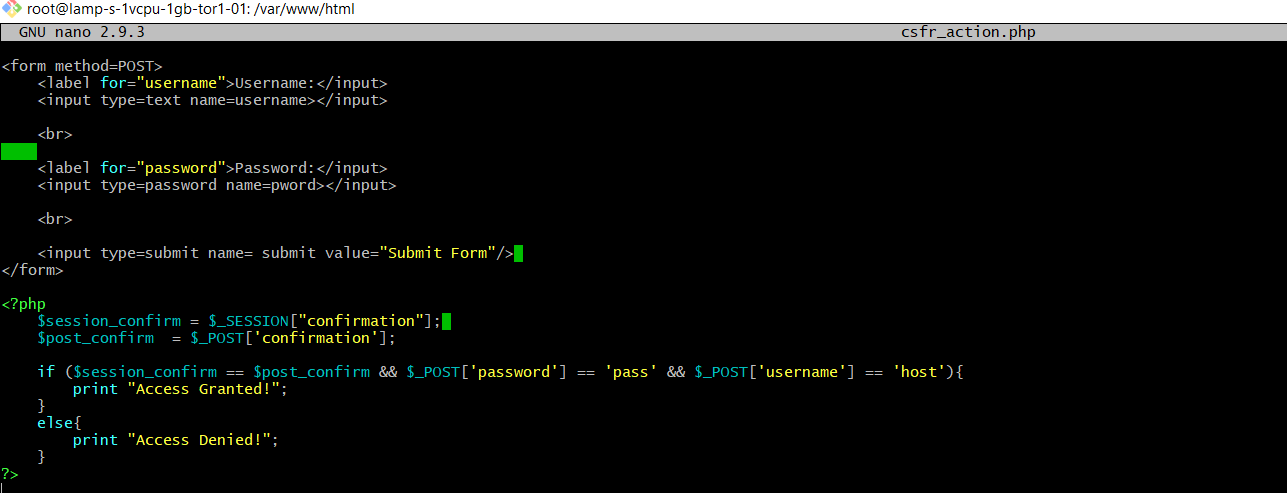 root@lamp-s-1vcpu-1gb-tor1-01: /var/www/html
GNU nano 2.9.3 csfr_action.php
<form method=POST>
<label for="username">Username:</input>
<input type=text name=username></input>
<br>
<label for="password">Password:</input>
<input type=password name=pword></input>
<br>
<input type=submit name= submit value="Submit Form"/>
</form>
<?php
$session_confirm = $_SESSION["confirmation"];
$post_confirm  = $_POST['confirmation'];
if ($session_confirm == $post_confirm && $_POST['password'] == 'pass' && $_POST['username'] == 'host'){
print "Access Granted!";
}
else{
print "Access Denied!";
}
?>